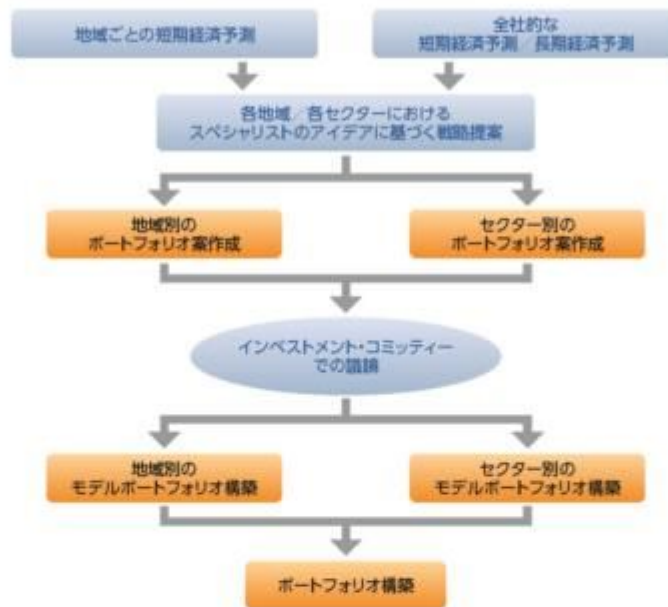 地域ごとの短期経済予測
全社的な
短期経済予測／長期経済予測
各地域／各セクターにおける
スペシャリストのアイデアに基づく戦略提案
地域別の
ポートフォリオ案作成
セクター別の
ポートフォリオ案作成
インベストメント・コミッティー
での議論
地域別の
モデルポートフォリオ構築
セクター別の
モデルポートフォリオ構築
ポートフォリオ構築